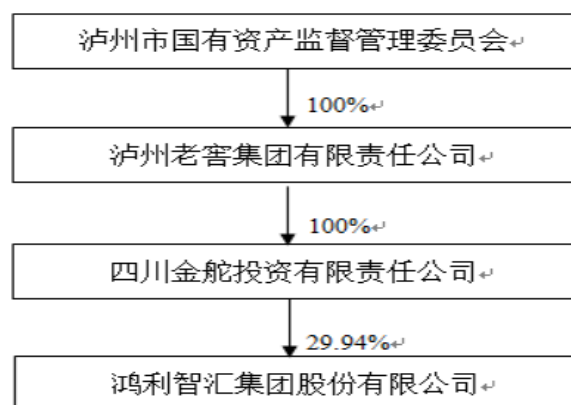 泸州市国有资产监督管理委员会
100%
泸州老窖集团有限责任公司
100%
四川金舵投资有限责任公司
29.94%
鸿利智汇集团股份有限公司